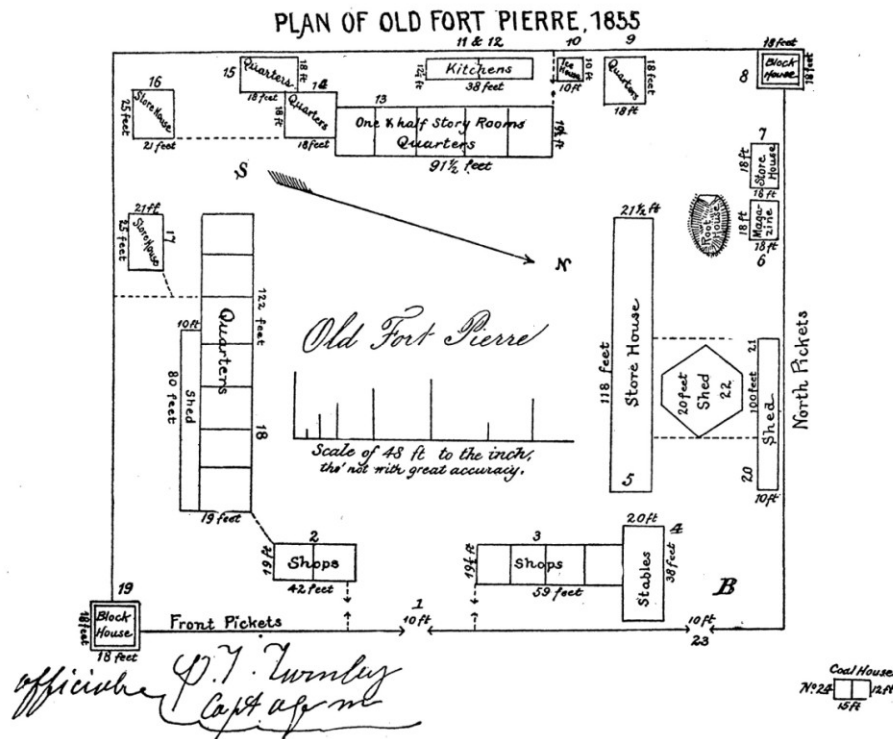 PLAN OF OLD FORT PIERRE, 1855
11 & 12
10
9
18 feet
Block
House
18 feet
8
15
Quarters
18 ft
18 feet
14
Quarters
18 ft
18 feet
Kitchens
38 feet
Ice
House
10 ft
10 ft
Quarters
18 feet
18 ft
16
Store House
25 feet
21 feet
13
One & half Story Rooms
Quarters
19½ ft
91½ feet
7
18 ft
Store
House
16 ft
S
N
Root
House
18 ft
Maga-
zine
18 ft
6
21 ft
Store House
25 feet
17
21½ ft
122 feet
Quarters
10 ft
Shed
80 feet
18
19 feet
Old Fort Pierre
Scale of 48 ft to the inch,
tho' not with great accuracy.
118 feet
Store House
5
20 feet
Shed
22
21
100 feet
Shed
20
10 ft
North Pickets
2
Shops
42 feet
3
19½ ft
Shops
59 feet
20 ft
4
Stables
38 feet
B
19
Block
House
18 feet
18 feet
Front Pickets
1
10 ft
10 ft
23
officialre
P. T. Turnley
Capt aqm
Coal House
No 24
12 ft
15 ft